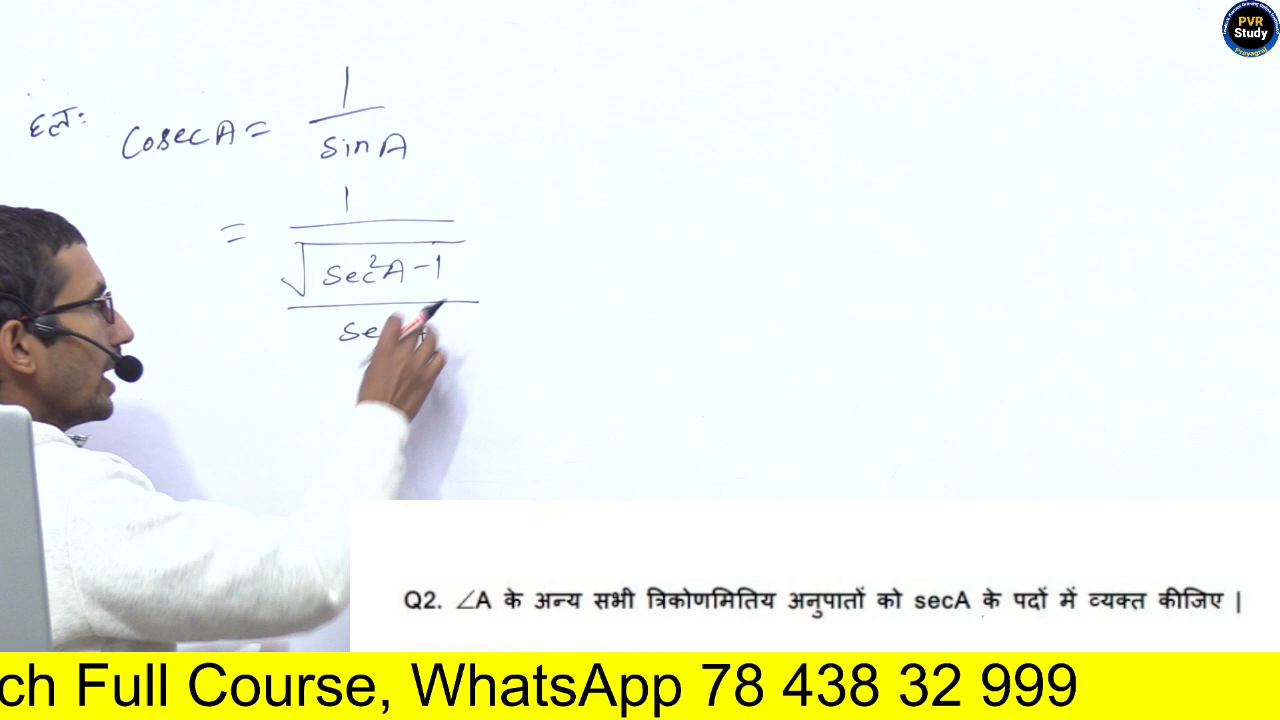 PVR
Study
Prayagraj
हल:
cosecA = 1
sinA
= 1
√sec²A-1
Q2. ∠A के अन्य सभी त्रिकोणमितिय अनुपातों को secA के पदों में व्यक्त कीजिए |
ch Full Course, WhatsApp 78 438 32 999